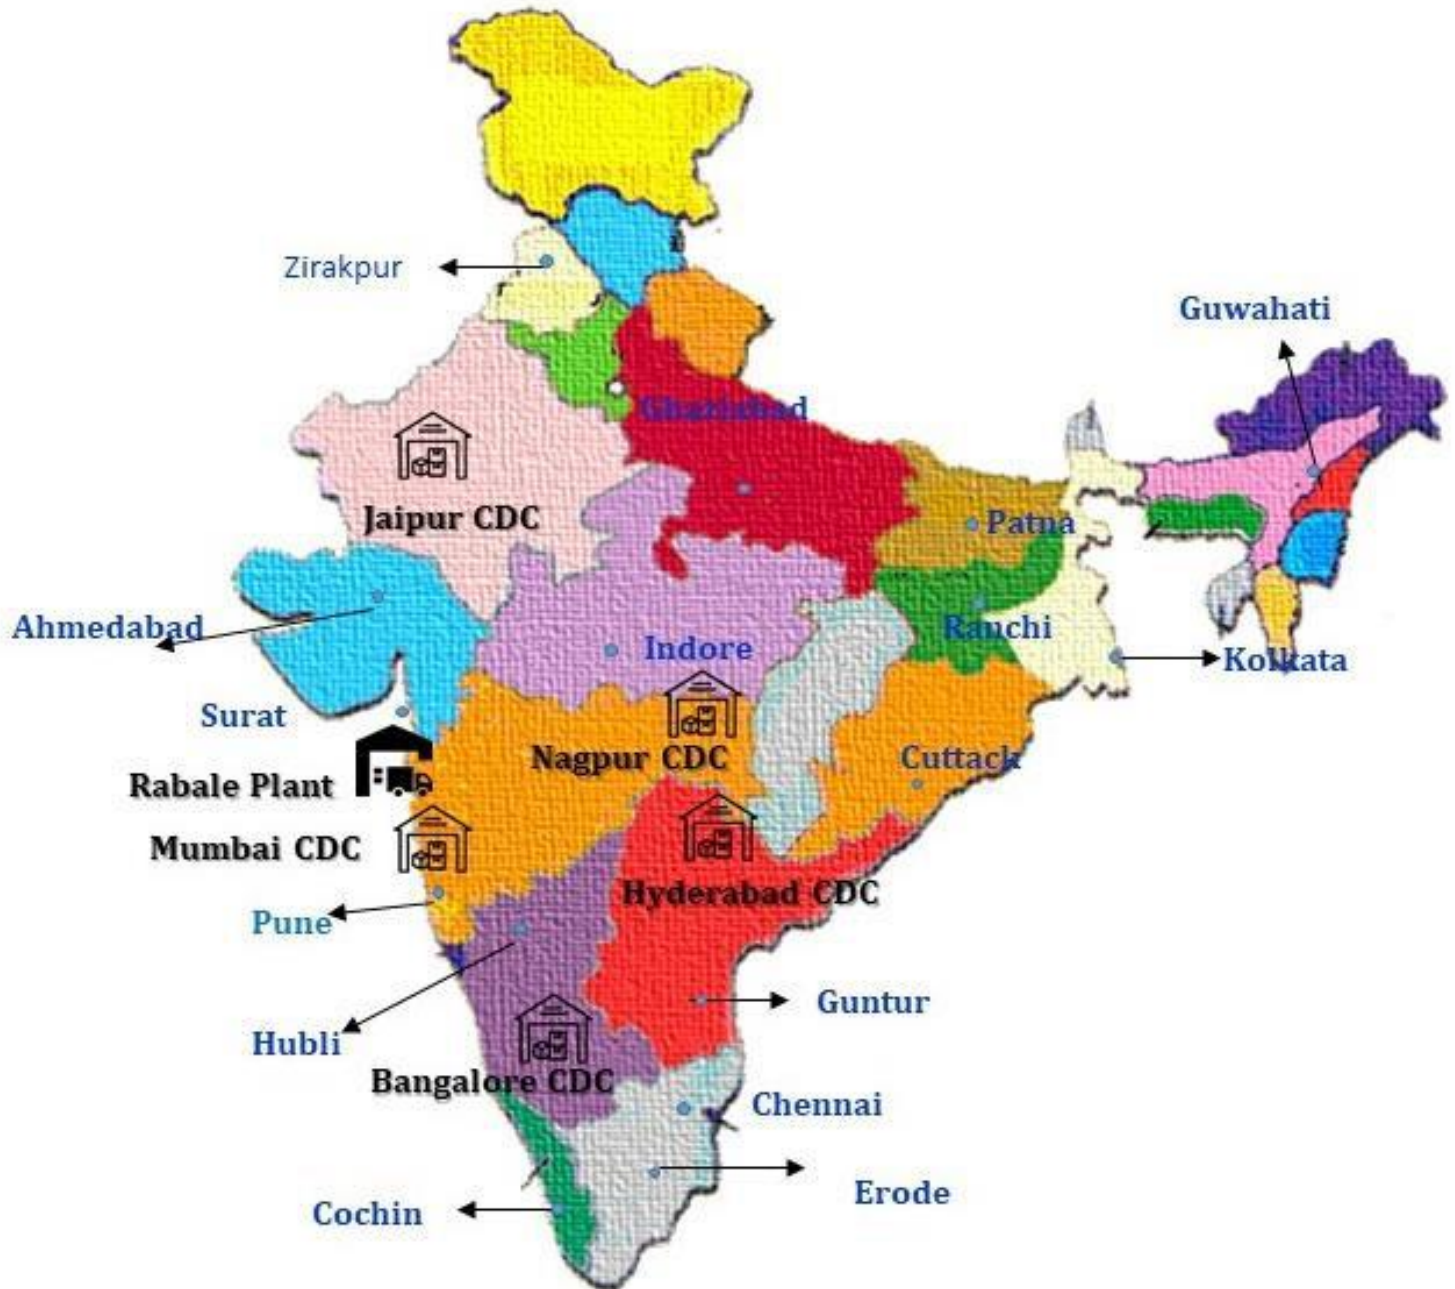 Zirakpur
Guwahati
Ghaziabad
Jaipur CDC
Patna
Ahmedabad
Ranchi
Indore
Kolkata
Surat
Nagpur CDC
Cuttack
Rabale Plant
Mumbai CDC
Hyderabad CDC
Pune
Guntur
Hubli
Bangalore CDC
Chennai
Erode
Cochin